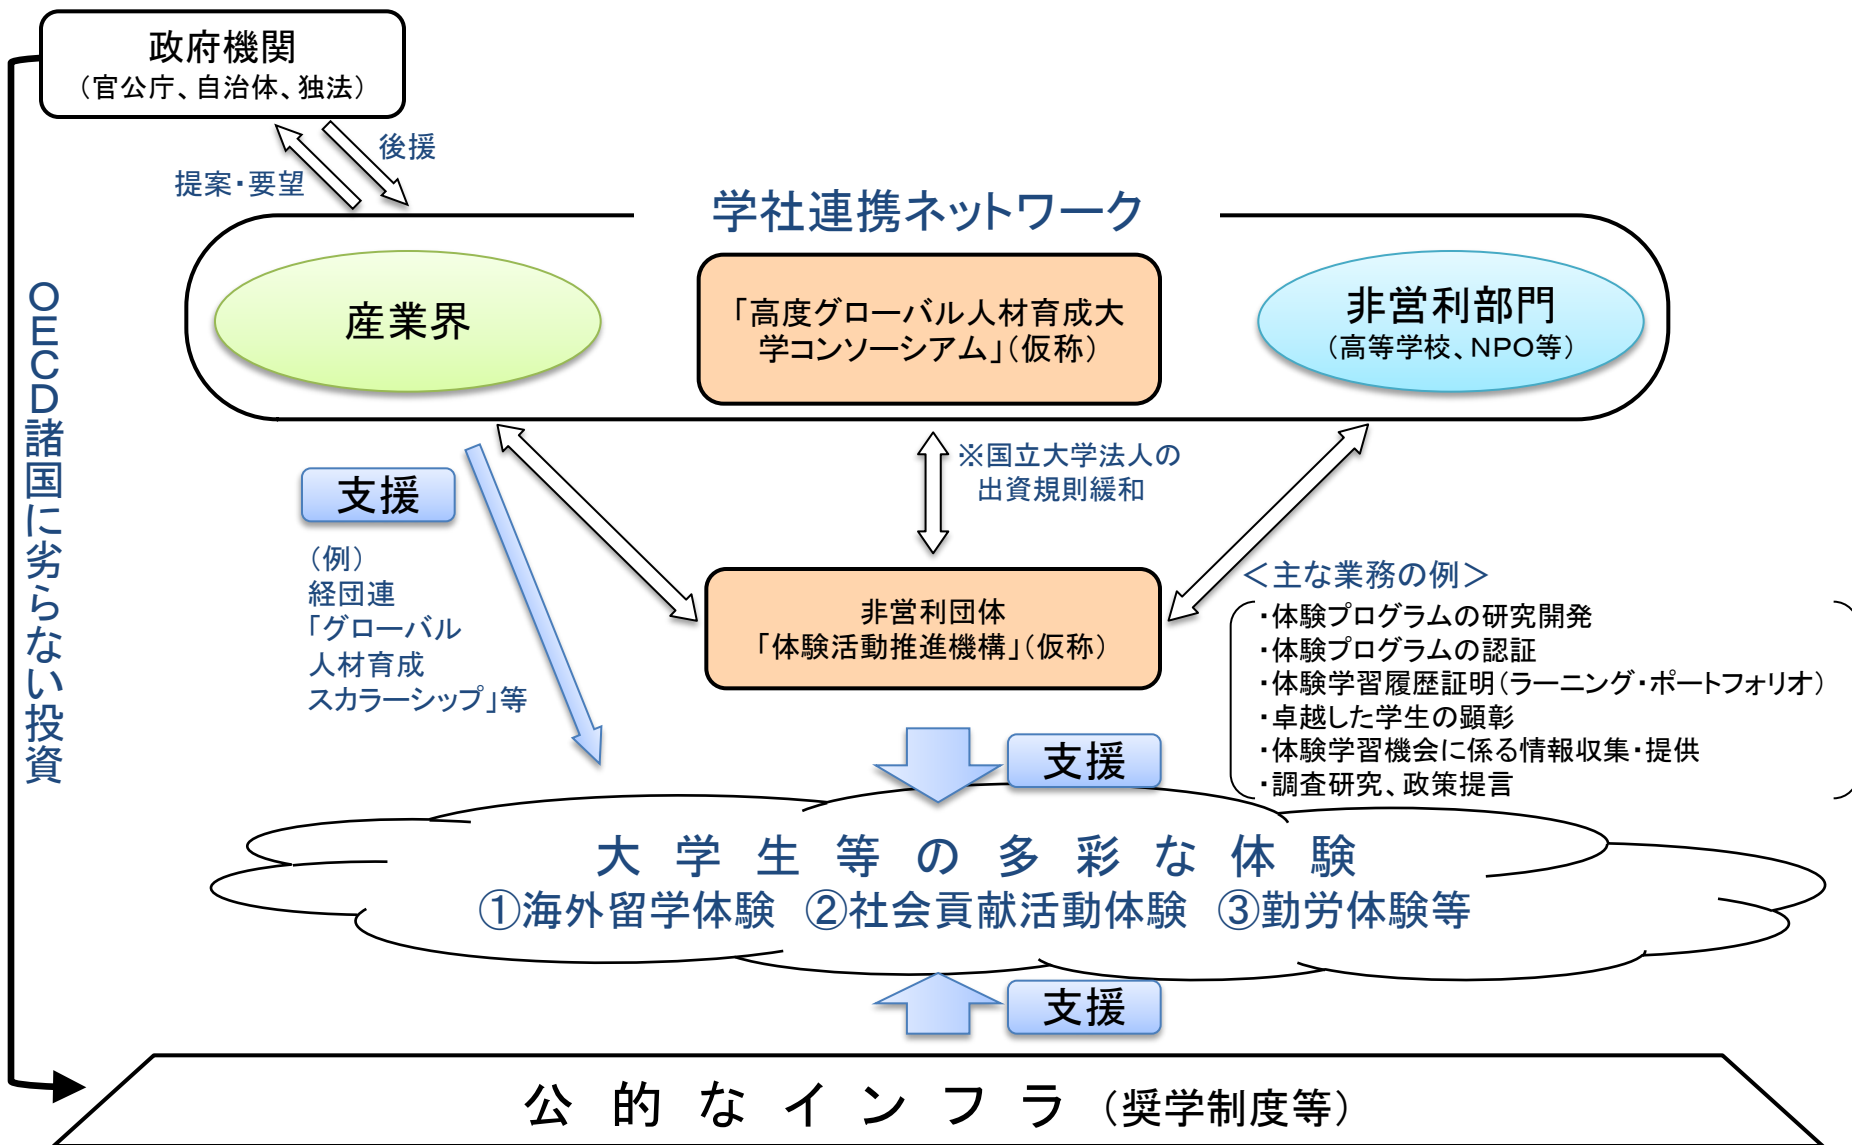 政府機関
（官公庁、自治体、独法）
後援
提案・要望
学社連携ネットワーク
産業界
「高度グローバル人材育成大
学コンソーシアム」（仮称）
非営利部門
（高等学校、NPO等）
OECD諸国に劣らない投資
支援
※国立大学法人の
出資規則緩和
（例）
経団連
「グローバル
人材育成
スカラーシップ」等
非営利団体
「体験活動推進機構」（仮称）
＜主な業務の例＞
・体験プログラムの研究開発
・体験プログラムの認証
・体験学習履歴証明（ラーニング・ポートフォリオ）
・卓越した学生の顕彰
・体験学習機会に係る情報収集・提供
・調査研究、政策提言
支援
大学生等の多彩な体験
①海外留学体験 ②社会貢献活動体験 ③勤労体験等
支援
公的なインフラ（奨学制度等）